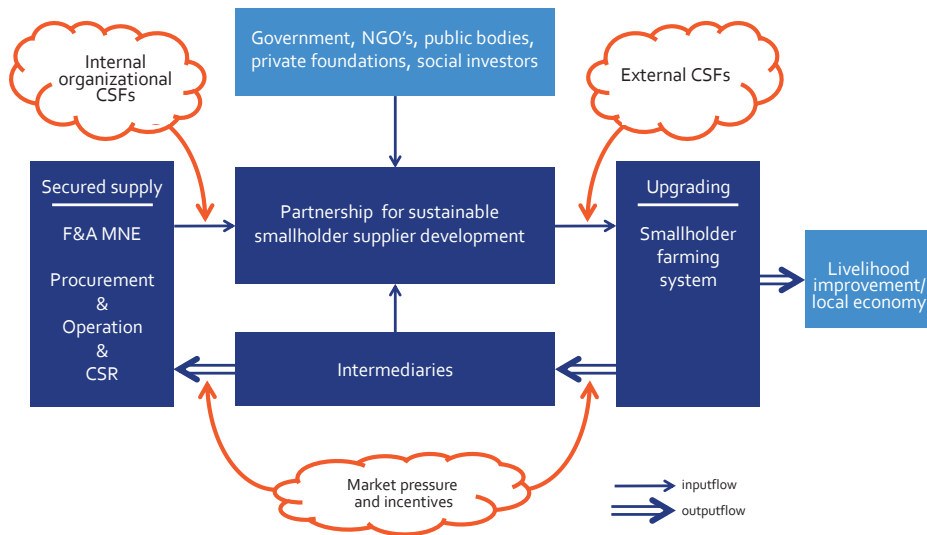 Government, NGO's, public bodies,
private foundations, social investors
Internal
organizational
CSFs
External CSFs
Secured supply
F&A MNE
Procurement
&
Operation
&
CSR
Partnership for sustainable
smallholder supplier development
Upgrading
Smallholder
farming
system
Livelihood
improvement/
local economy
Intermediaries
Market pressure
and incentives
inputflow
outputflow